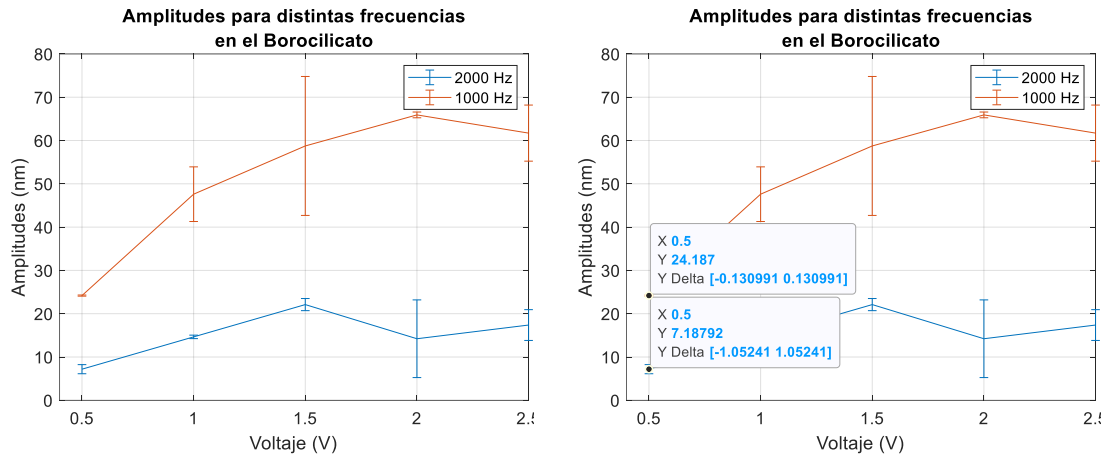 Amplitudes para distintas frecuencias
en el Borocilicato
80
70
60
50
40
30
20
10
0
Amplitudes (nm)
2000 Hz
1000 Hz
0.5
1
1.5
2
2.5
Voltaje (V)
Amplitudes para distintas frecuencias
en el Borocilicato
80
70
60
50
40
30
20
10
0
Amplitudes (nm)
2000 Hz
1000 Hz
X 0.5
Y 24.187
Y Delta [-0.130991 0.130991]
X 0.5
Y 7.18792
Y Delta [-1.05241 1.05241]
0.5
1
1.5
2
2.5
Voltaje (V)